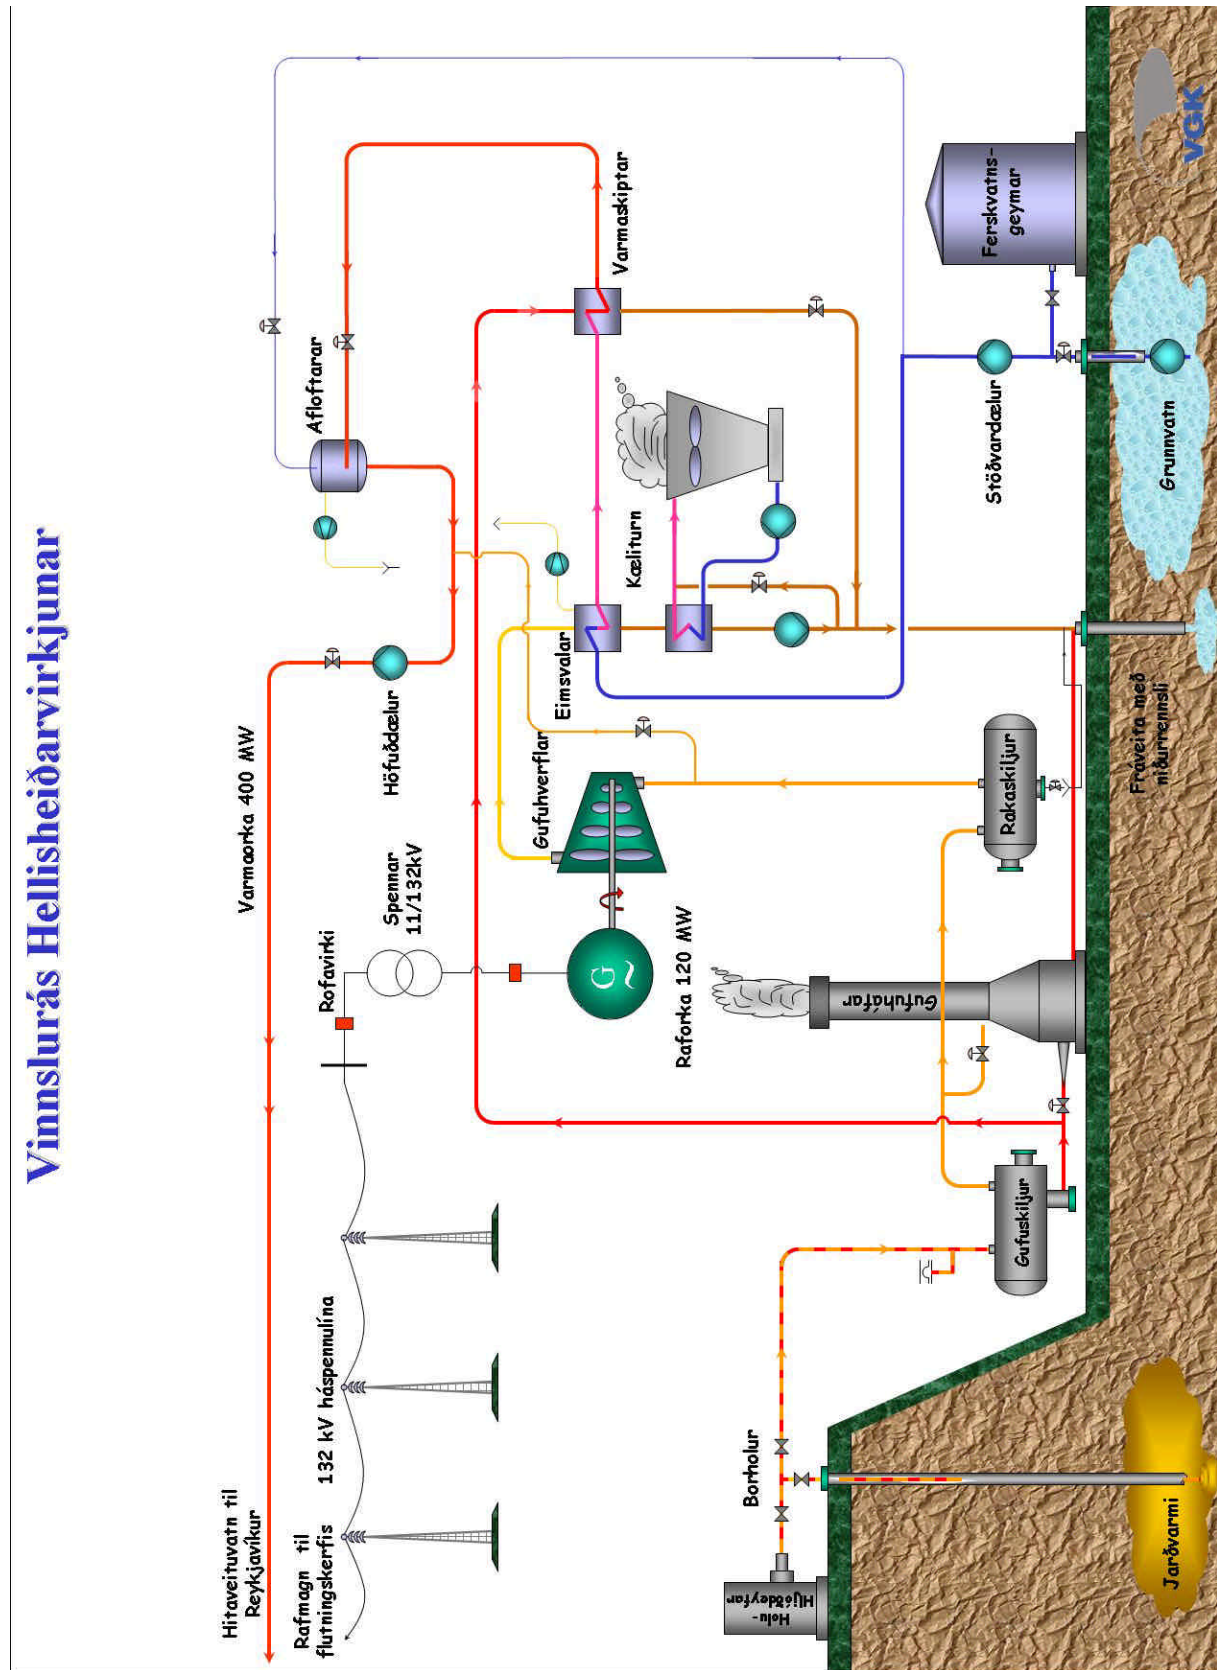 Vinnslurás Hellisheiðarvirkjunar
Hitaveituvatn til
Reykjavíkur
Varmaorka 400 MW
Rafmagn til
flutningskerfis
132 kV háspennulína
Rofavirki
Spennar
11/132kV
Höfuðdælur
Afloftarar
G
~
Gufuhverflar
Eimsvalar
Varmaskiptar
Kæliturn
Raforka 120 MW
Holu-
Hljóðdeyfar
Borholur
Gufuháfar
Gufuskiljur
Rakaskiljur
Stöðvardælur
Ferskvatns-
geymar
Jarðvarmi
Fráveita með
niðurrennsli
Grunnvatn
VGK